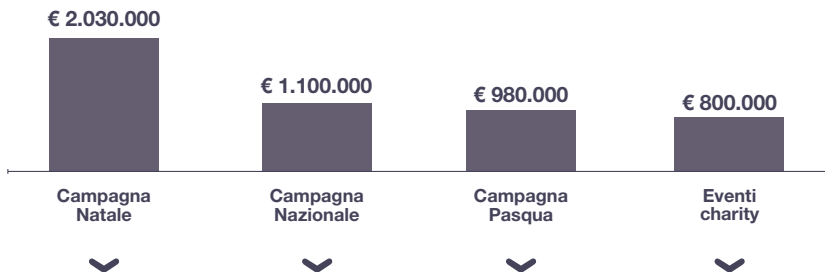 € 2.030.000
€ 1.100.000
€ 980.000
€ 800.000
Campagna
Natale
Campagna
Nazionale
Campagna
Pasqua
Eventi
charity